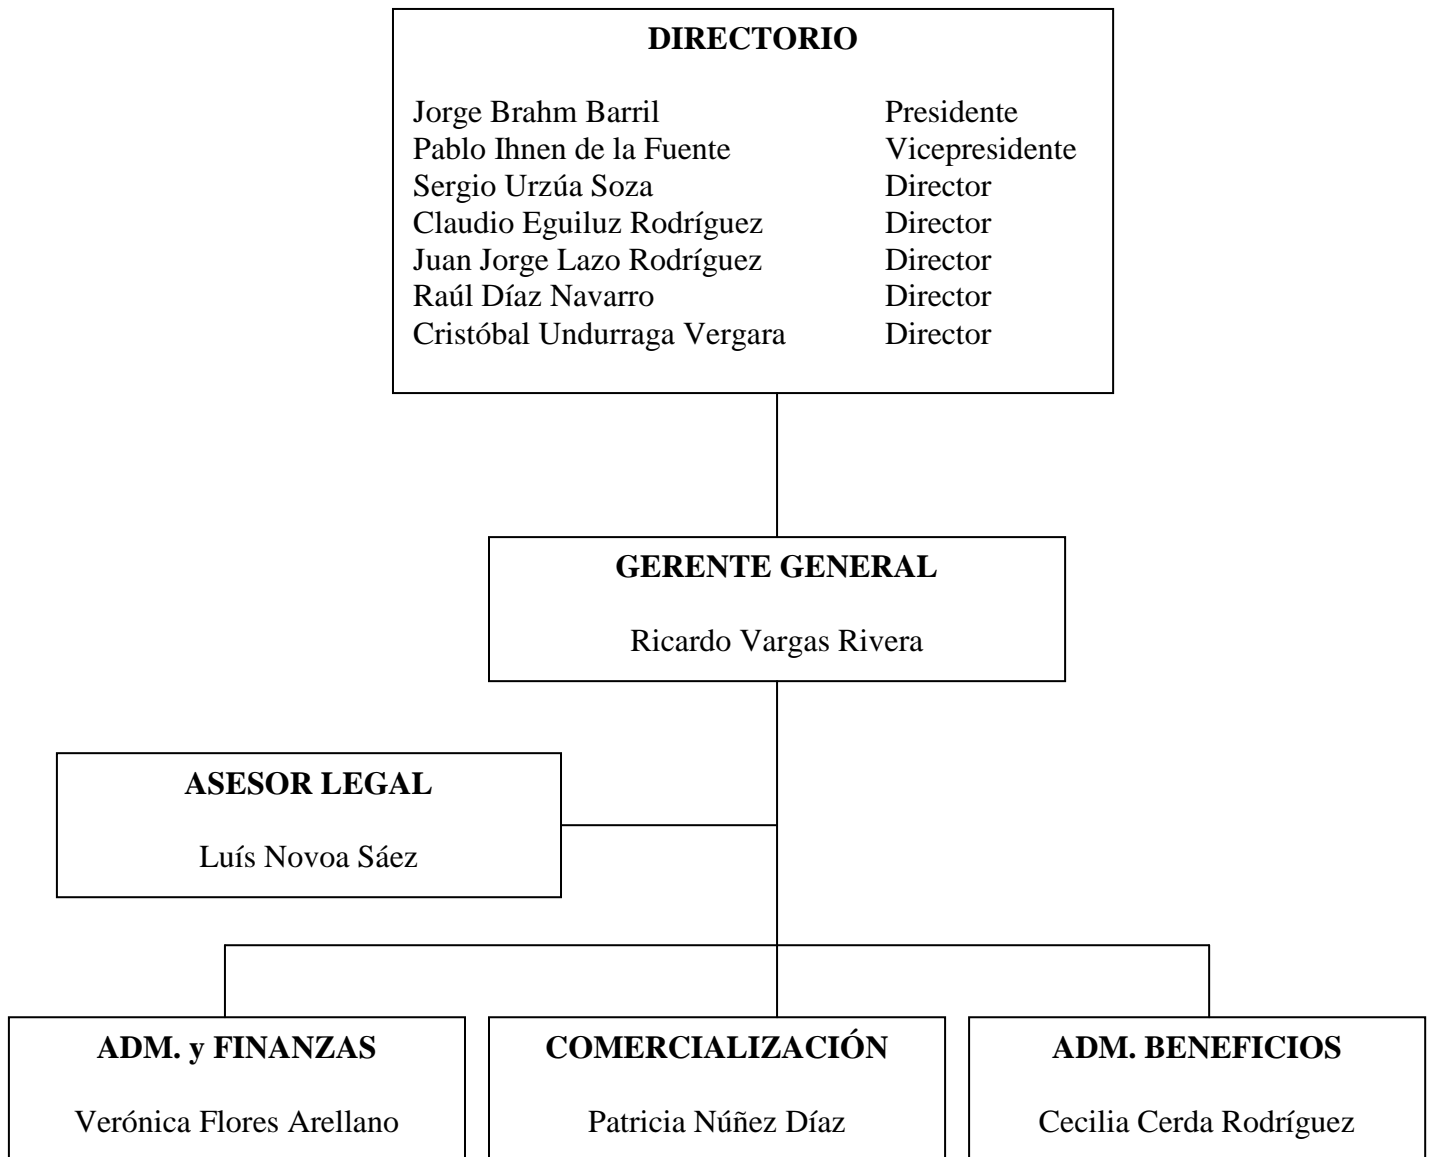 DIRECTORIO
Jorge Brahm Barril Presidente
Pablo Ihnen de la Fuente Vicepresidente
Sergio Urzúa Soza Director
Claudio Eguiluz Rodríguez Director
Juan Jorge Lazo Rodríguez Director
Raúl Díaz Navarro Director
Cristóbal Undurraga Vergara Director
GERENTE GENERAL
Ricardo Vargas Rivera
ASESOR LEGAL
Luís Novoa Sáez
ADM. y FINANZAS
Verónica Flores Arellano
COMERCIALIZACIÓN
Patricia Núñez Díaz
ADM. BENEFICIOS
Cecilia Cerda Rodríguez